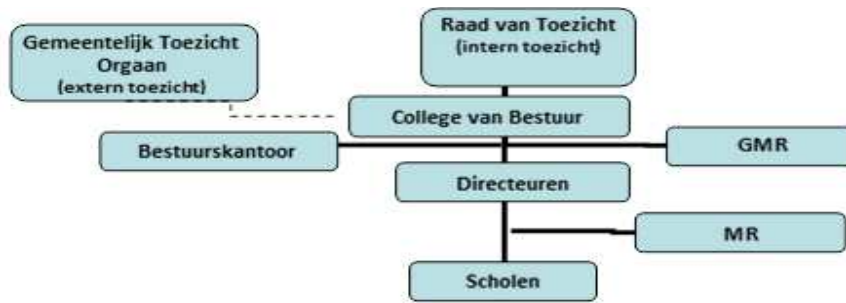 Raad van Toezicht
(intern toezicht)
Gemeentelijk Toezicht
Orgaan
(extern toezicht)
College van Bestuur
Bestuurskantoor
GMR
Directeuren
MR
Scholen